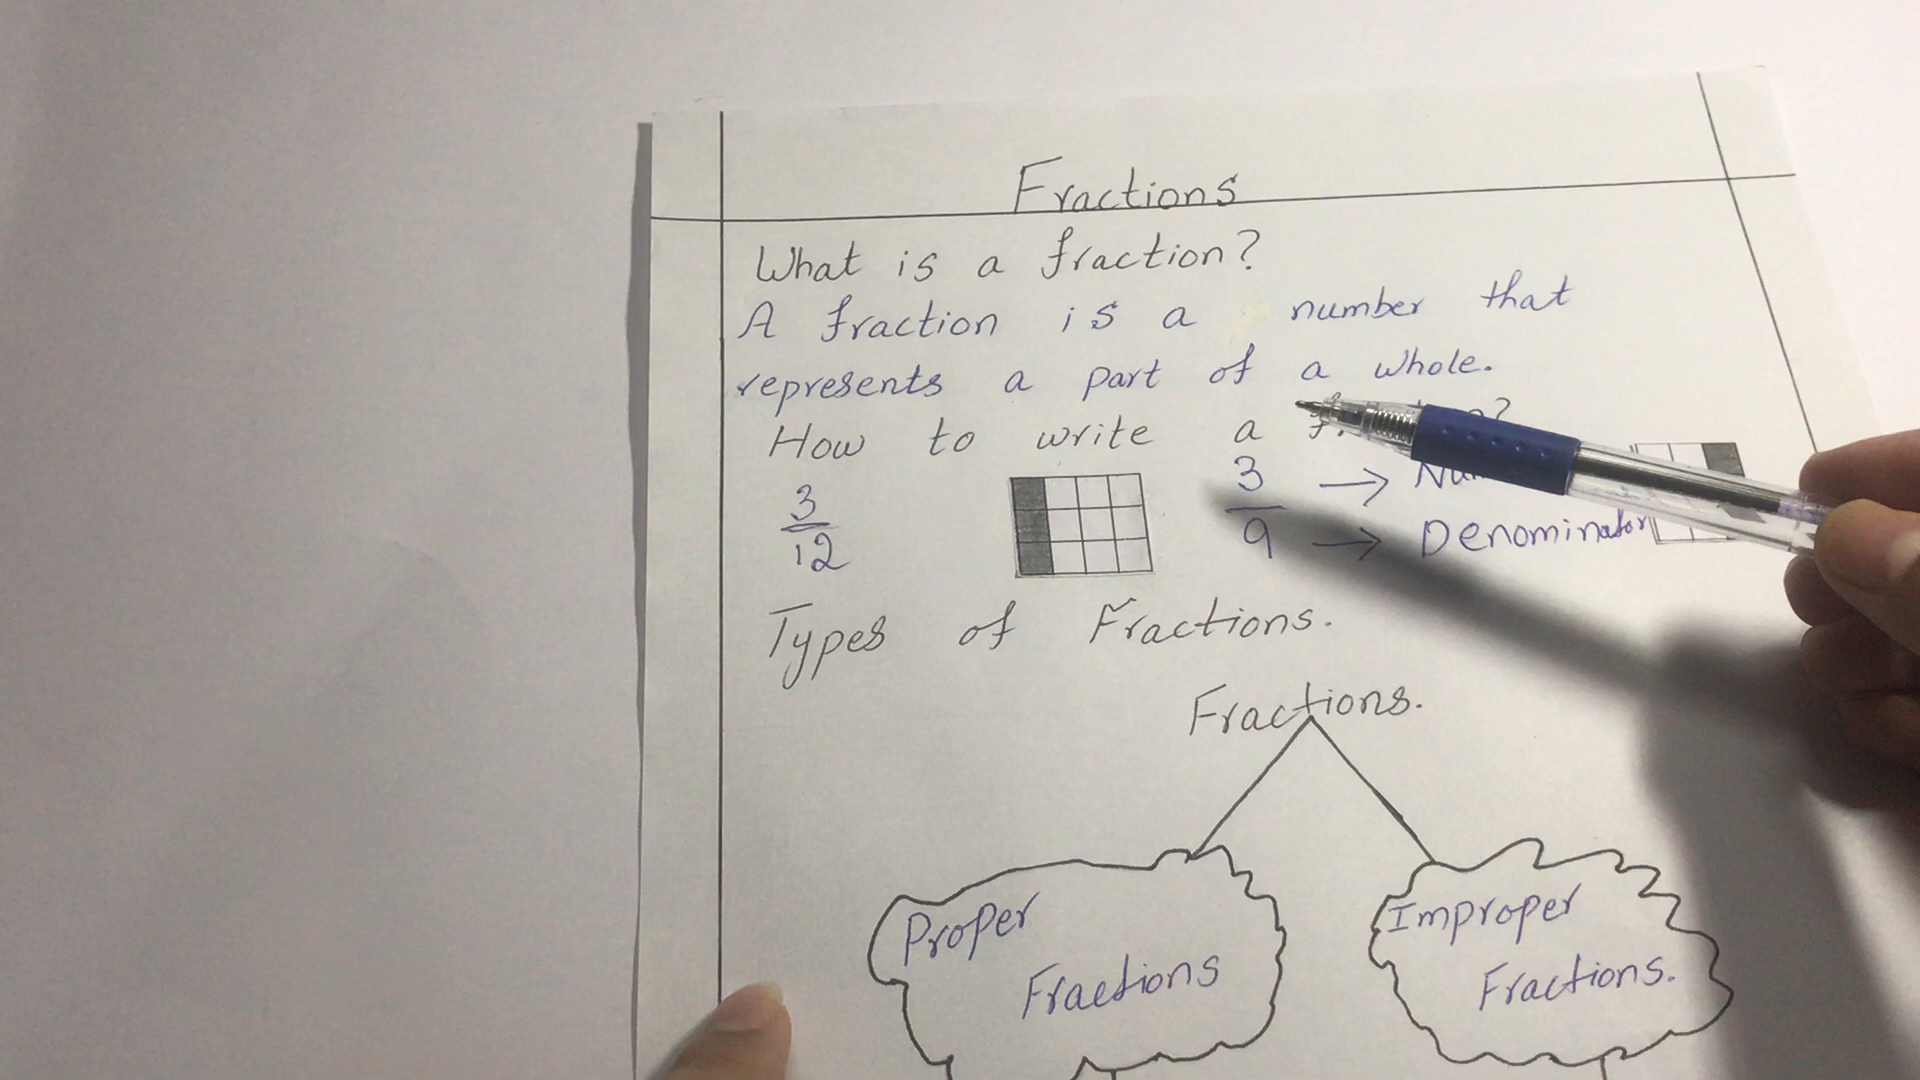 Fractions
What is a fraction?
A fraction is a number that
represents a part of a whole.
How to write a
3/12
3/9 → → Denominator
Types of Fractions.
Fractions.
Proper Fractions
Improper Fractions.